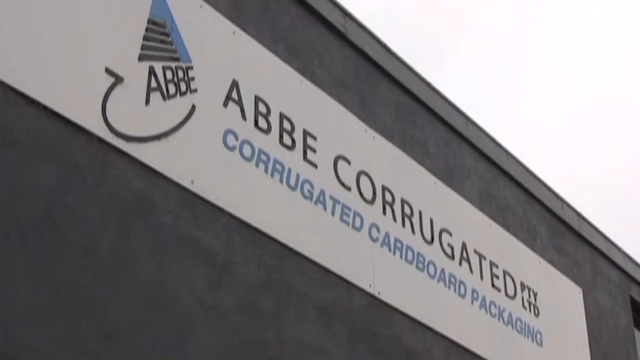 ABBE
ABBE CORRUGATED PTY LTD
CORRUGATED CARDBOARD PACKAGING